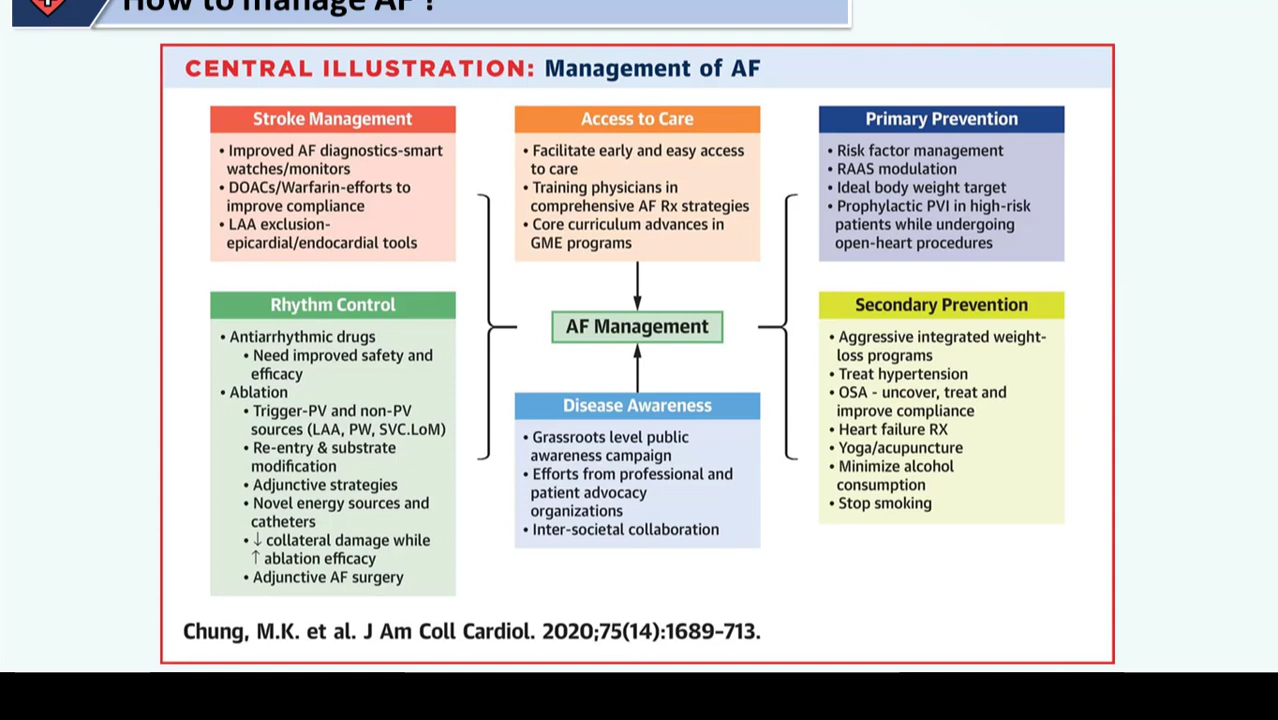 How to manage AF ?
CENTRAL ILLUSTRATION: Management of AF
Stroke Management
• Improved AF diagnostics-smart
watches/monitors
• DOACs/Warfarin-efforts to
improve compliance
• LAA exclusion-
epicardial/endocardial tools
Access to Care
• Facilitate early and easy access
to care
• Training physicians in
comprehensive AF Rx strategies
• Core curriculum advances in
GME programs
Primary Prevention
• Risk factor management
• RAAS modulation
• Ideal body weight target
• Prophylactic PVI in high-risk
patients while undergoing
open-heart procedures
Rhythm Control
• Antiarrhythmic drugs
• Need improved safety and
efficacy
• Ablation
• Trigger-PV and non-PV
sources (LAA, PW, SVC.LoM)
• Re-entry & substrate
modification
• Adjunctive strategies
• Novel energy sources and
catheters
• ↓ collateral damage while
↑ ablation efficacy
• Adjunctive AF surgery
AF Management
Disease Awareness
• Grassroots level public
awareness campaign
• Efforts from professional and
patient advocacy
organizations
• Inter-societal collaboration
Secondary Prevention
• Aggressive integrated weight-
loss programs
• Treat hypertension
• OSA - uncover, treat and
improve compliance
• Heart failure RX
• Yoga/acupuncture
• Minimize alcohol
consumption
• Stop smoking
Chung, M.K. et al. J Am Coll Cardiol. 2020;75(14):1689–713.